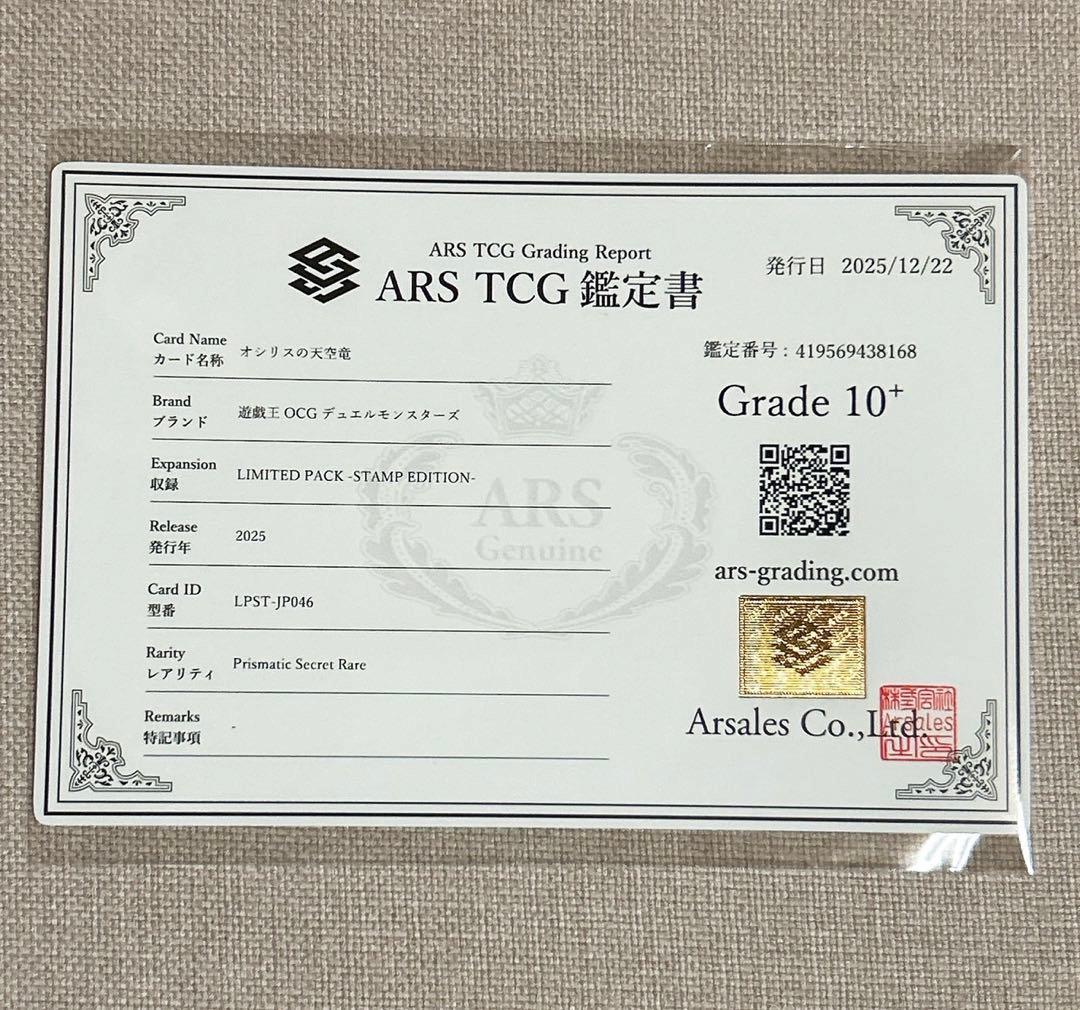 ARS TCG Grading Report
ARS TCG 鑑定書
発行日 2025/12/22
Card Name
カード名称
オシリスの天空竜
Brand
ブランド
遊戯王 OCG デュエルモンスターズ
Expansion
収録
LIMITED PACK -STAMP EDITION-
Release
発行年
2025
Card ID
型番
LPST-JP046
Rarity
レアリティ
Prismatic Secret Rare
Remarks
特記事項
-
ARS
Genuine
鑑定番号 : 419569438168
Grade 10+
ars-grading.com
Arsales Co.,Ltd.
株式会社
Arsales